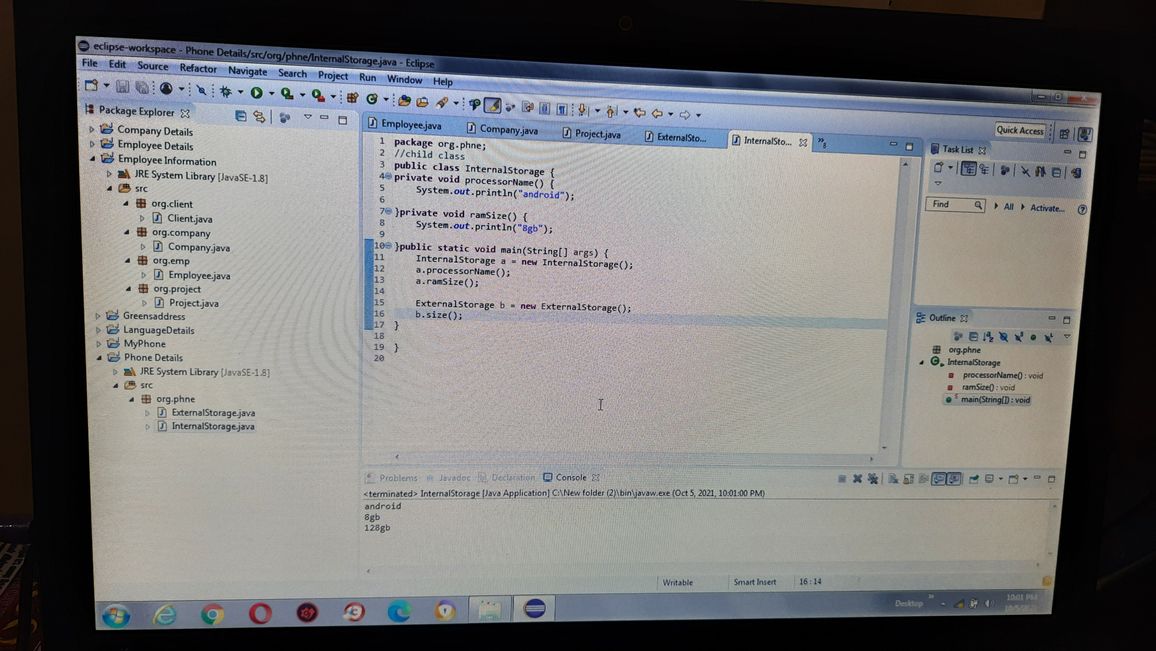 eclipse-workspace - Phone Details/src/org/phne/InternalStorage.java - Eclipse
File Edit Source Refactor Navigate Search Project Run Window Help
Quick Access
Package Explorer
Company Details
Employee Details
Employee Information
JRE System Library [JavaSE-1.8]
src
org.client
Client.java
org.company
Company.java
org.emp
Employee.java
org.project
Project.java
Greensaddress
LanguageDetails
MyPhone
Phone Details
JRE System Library [JavaSE-1.8]
src
org.phne
ExternalStorage.java
InternalStorage.java
Employee.java Company.java Project.java ExternalSto... InternalSto... »8
1 package org.phne;
2 //child class
3 public class InternalStorage {
4 private void processorName() {
5 System.out.println("android");
6
7 }private void ramSize() {
8 System.out.println("8gb");
9
10 }public static void main(String[] args) {
11 InternalStorage a = new InternalStorage();
12 a.processorName();
13 a.ramSize();
14
15 ExternalStorage b = new ExternalStorage();
16 b.size();
17 }
18
19 }
20
Task List
Find All Activate...
Outline
org.phne
InternalStorage
processorName() : void
ramSize() : void
main(String[]) : void
Problems Javadoc Declaration Console
<terminated> InternalStorage [Java Application] C:\New folder (2)\bin\javaw.exe (Oct 5, 2021, 10:01:00 PM)
android
8gb
128gb
Writable Smart Insert 16 : 14
Desktop »
10:01 PM